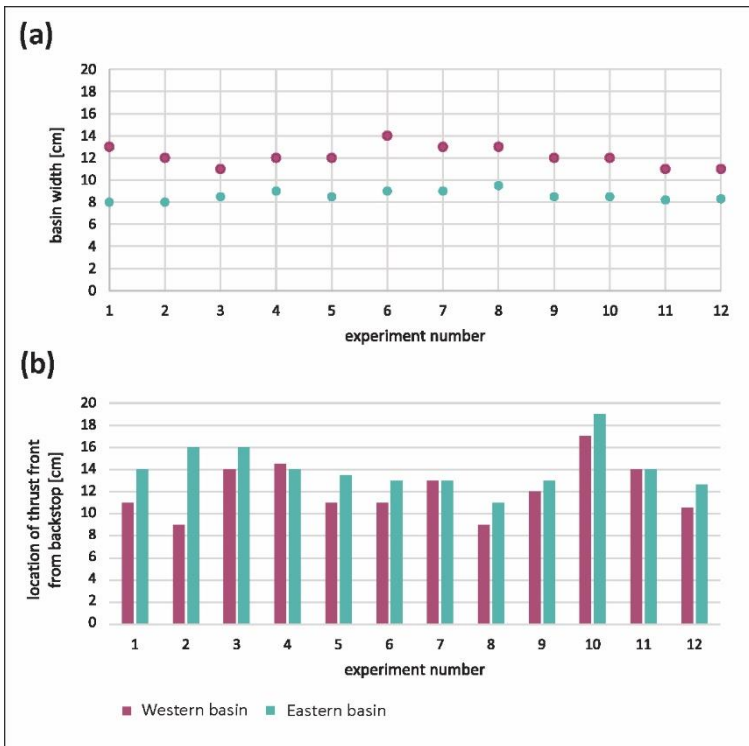 (a)
20
18
16
14
12
10
8
6
4
2
0
basin width [cm]
1 2 3 4 5 6 7 8 9 10 11 12
experiment number
(b)
20
18
16
14
12
10
8
6
4
2
0
location of thrust front
from backstop [cm]
1 2 3 4 5 6 7 8 9 10 11 12
experiment number
Western basin Eastern basin